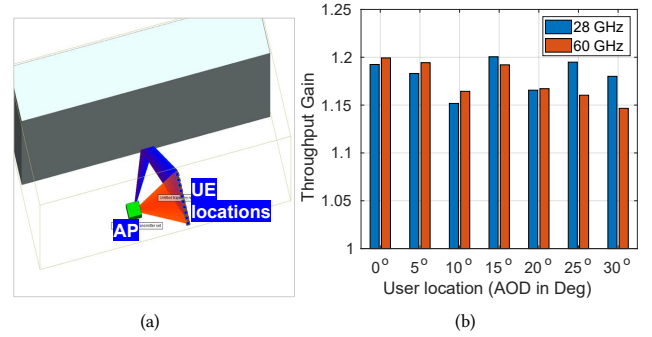 UE
locations
AP
28 GHz
60 GHz
1.25
1.2
1.15
1.1
1.05
1
Throughput Gain
0° 5° 10° 15° 20° 25° 30°
User location (AOD in Deg)
(a)
(b)